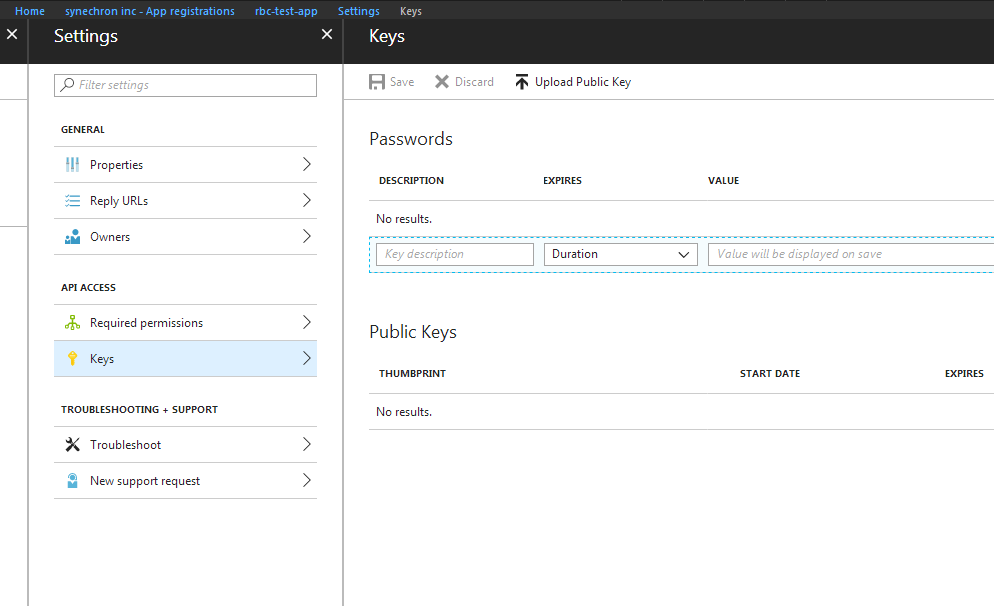 Home synechron inc - App registrations rbc-test-app Settings Keys
Settings
Filter settings
GENERAL
Properties
Reply URLs
Owners
API ACCESS
Required permissions
Keys
TROUBLESHOOTING + SUPPORT
Troubleshoot
New support request
Keys
Save Discard Upload Public Key
Passwords
DESCRIPTION EXPIRES VALUE
No results.
Key description Duration Value will be displayed on save
Public Keys
THUMBPRINT START DATE EXPIRES
No results.